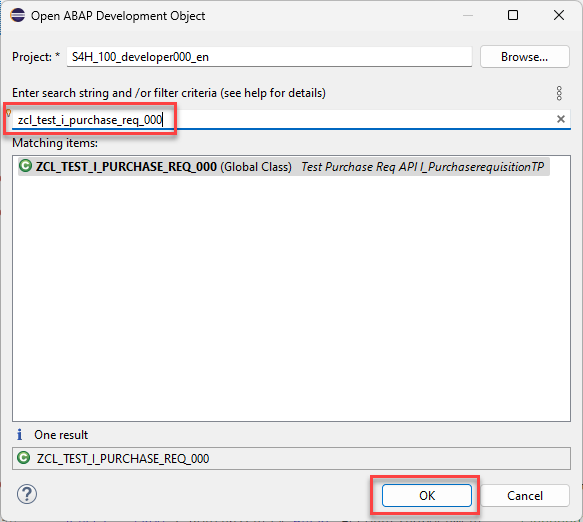 Open ABAP Development Object
Project: * S4H_100_developer000_en Browse...
Enter search string and /or filter criteria (see help for details)
zcl_test_i_purchase_req_000
Matching items:
ZCL_TEST_I_PURCHASE_REQ_000 (Global Class) Test Purchase Req API I_PurchaserequisitionTP
One result
ZCL_TEST_I_PURCHASE_REQ_000
OK Cancel